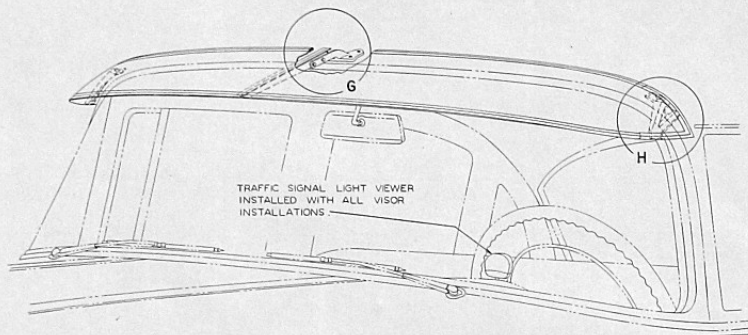 G
H
TRAFFIC SIGNAL LIGHT VIEWER
INSTALLED WITH ALL VISOR
INSTALLATIONS